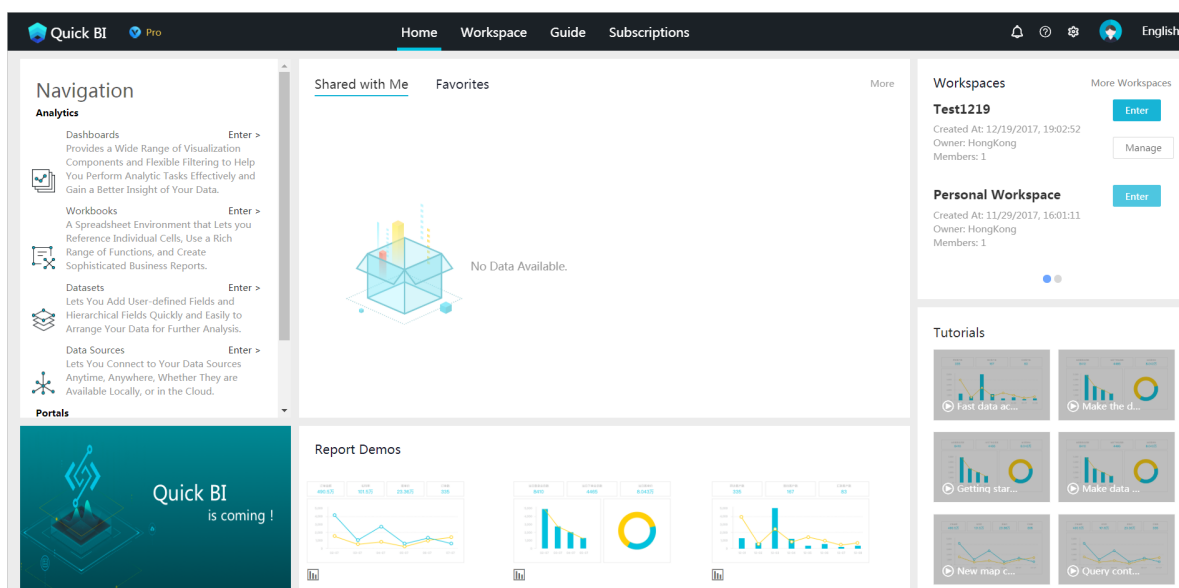 Quick BI
Pro
Home
Workspace
Guide
Subscriptions
English
Navigation
Analytics
Dashboards
Enter >
Provides a Wide Range of Visualization
Components and Flexible Filtering to Help
You Perform Analytic Tasks Effectively and
Gain a Better Insight of Your Data.
Workbooks
Enter >
A Spreadsheet Environment that Lets you
Reference Individual Cells, Use a Rich
Range of Functions, and Create
Sophisticated Business Reports.
Datasets
Enter >
Lets You Add User-defined Fields and
Hierarchical Fields Quickly and Easily to
Arrange Your Data for Further Analysis.
Data Sources
Enter >
Lets You Connect to Your Data Sources
Anytime, Anywhere, Whether They are
Available Locally, or in the Cloud.
Portals
Quick BI
is coming !
Shared with Me
Favorites
More
No Data Available.
Report Demos
Workspaces
More Workspaces
Test1219
Enter
Created At: 12/19/2017, 19:02:52
Owner: HongKong
Members: 1
Manage
Personal Workspace
Enter
Created At: 11/29/2017, 16:01:11
Owner: HongKong
Members: 1
Tutorials
Fast data ac...
Make the d...
Getting star...
Make data ...
New map c...
Query cont...